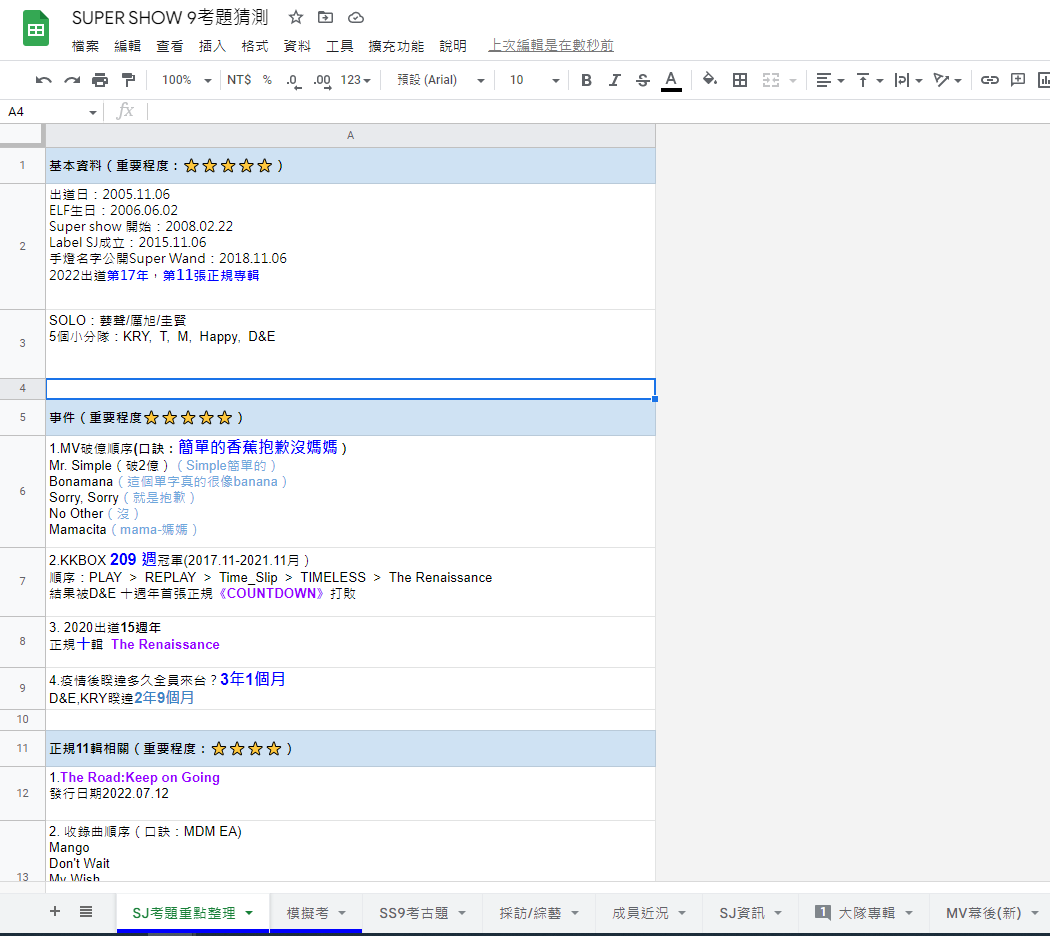 SUPER SHOW 9考題猜測
檔案 編輯 查看 插入 格式 資料 工具 擴充功能 說明 上次編輯是在數秒前
100% NT$ % .0 .00 123 預設 (Arial) 10 B I S A
A4 fx
A
1 基本資料（重要程度：⭐⭐⭐⭐⭐）
出道日：2005.11.06
ELF生日：2006.06.02
Super show 開始：2008.02.22
2 Label SJ成立：2015.11.06
手燈名字公開Super Wand：2018.11.06
2022出道第17年，第11張正規專輯
SOLO：藝聲/厲旭/圭賢
3 5個小分隊：KRY, T, M, Happy, D&E
4
5 事件（重要程度⭐⭐⭐⭐⭐）
1.MV破億順序(口訣：簡單的香蕉抱歉沒媽媽 )
Mr. Simple（破2億）（Simple簡單的）
Bonamana（這個單字真的很像banana）
6 Sorry, Sorry（就是抱歉）
No Other（沒）
Mamacita（mama-媽媽）
2.KKBOX 209 週冠軍(2017.11-2021.11月）
7 順序：PLAY > REPLAY > Time_Slip > TIMELESS > The Renaissance
結果被D&E 十週年首張正規《COUNTDOWN》打敗
3. 2020出道15週年
8 正規十輯 The Renaissance
4.疫情後睽違多久全員來台？3年1個月
9 D&E,KRY睽違2年9個月
10
11 正規11輯相關（重要程度：⭐⭐⭐⭐）
1.The Road:Keep on Going
12 發行日期2022.07.12
2. 收錄曲順序（口訣：MDM EA)
Mango
Don't Wait
13 My Wish
SJ考題重點整理 模擬考 SS9考古題 採訪/綜藝 成員近況 SJ資訊 1 大隊專輯 MV幕後(新)